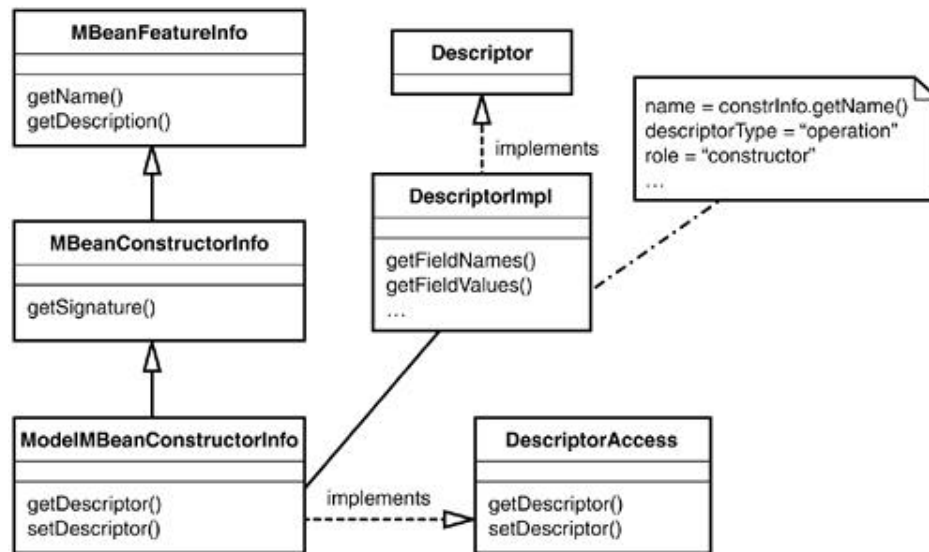 MBeanFeatureInfo
getName()
getDescription()
Descriptor
name = constrInfo.getName()
descriptorType = “operation”
role = “constructor”
…
implements
DescriptorImpl
getFieldNames()
getFieldValues()
…
MBeanConstructorInfo
getSignature()
ModelMBeanConstructorInfo
getDescriptor()
setDescriptor()
implements
DescriptorAccess
getDescriptor()
setDescriptor()